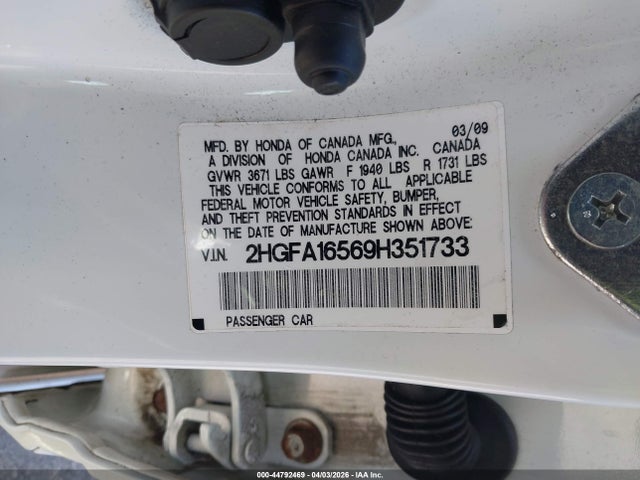 MFD. BY HONDA OF CANADA MFG., 03/09
A DIVISION OF HONDA CANADA INC. CANADA
GVWR 3671 LBS GAWR F 1940 LBS R 1731 LBS
THIS VEHICLE CONFORMS TO ALL APPLICABLE
FEDERAL MOTOR VEHICLE SAFETY, BUMPER,
AND THEFT PREVENTION STANDARDS IN EFFECT
ON THE DATE OF MANUFACTURE SHOWN ABOVE:
V.I.N. 2HGFA16569H351733
PASSENGER CAR
000-44792469 - 04/03/2026 - IAA Inc.